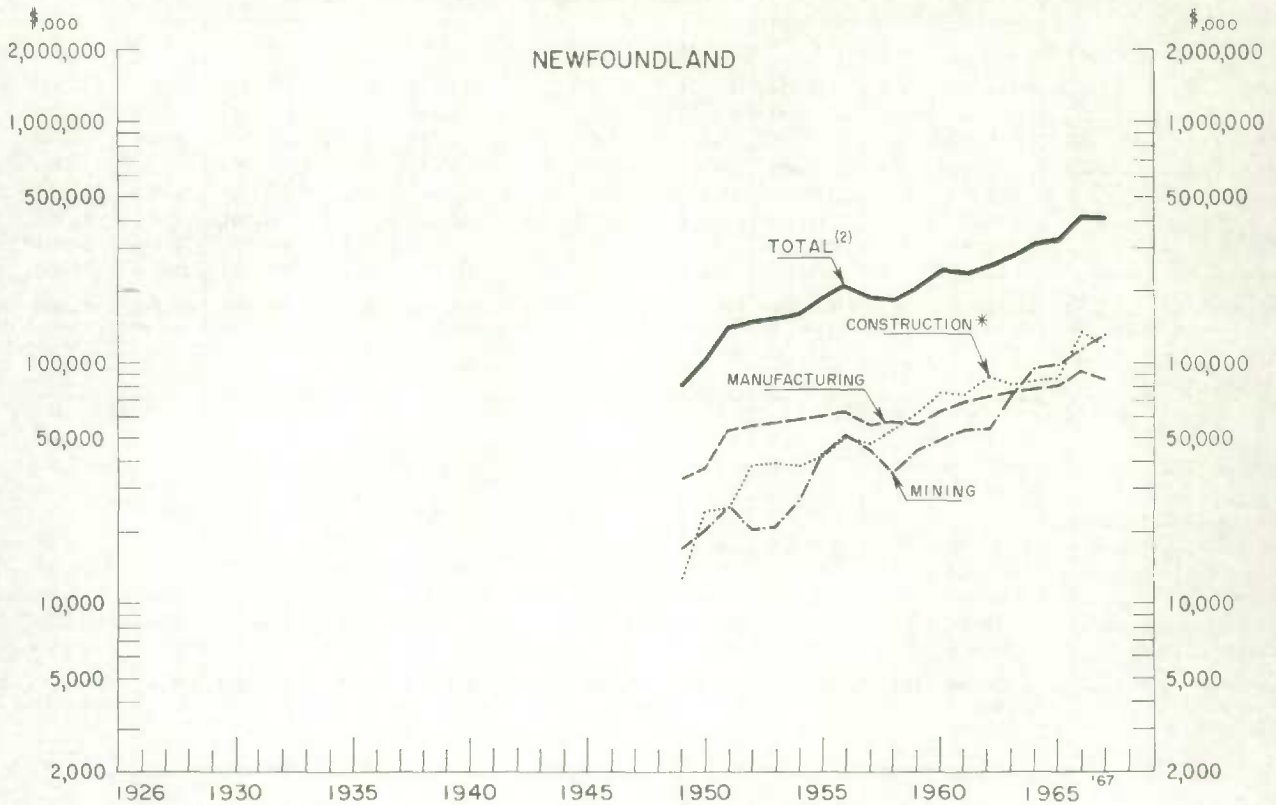 $,000 $,000
2,000,000 NEWFOUNDLAND 2,000,000
1,000,000 1,000,000
500,000 500,000
TOTAL(2)
CONSTRUCTION *
100,000 MANUFACTURING 100,000
50,000 50,000
MINING
10,000 10,000
5,000 5,000
2,000 2,000
1926 1930 1935 1940 1945 1950 1955 1960 1965 '67